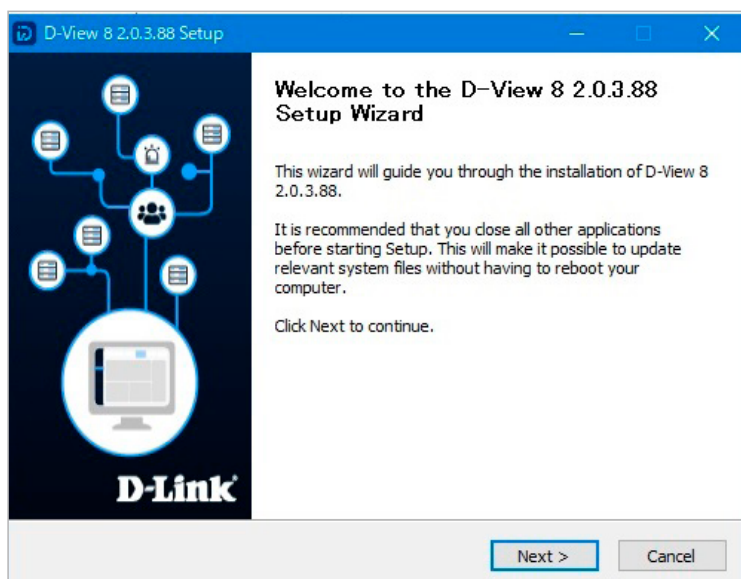 D-View 8 2.0.3.88 Setup
Welcome to the D-View 8 2.0.3.88
Setup Wizard
This wizard will guide you through the installation of D-View 8
2.0.3.88.
It is recommended that you close all other applications
before starting Setup. This will make it possible to update
relevant system files without having to reboot your
computer.
Click Next to continue.
D-Link
Next >
Cancel